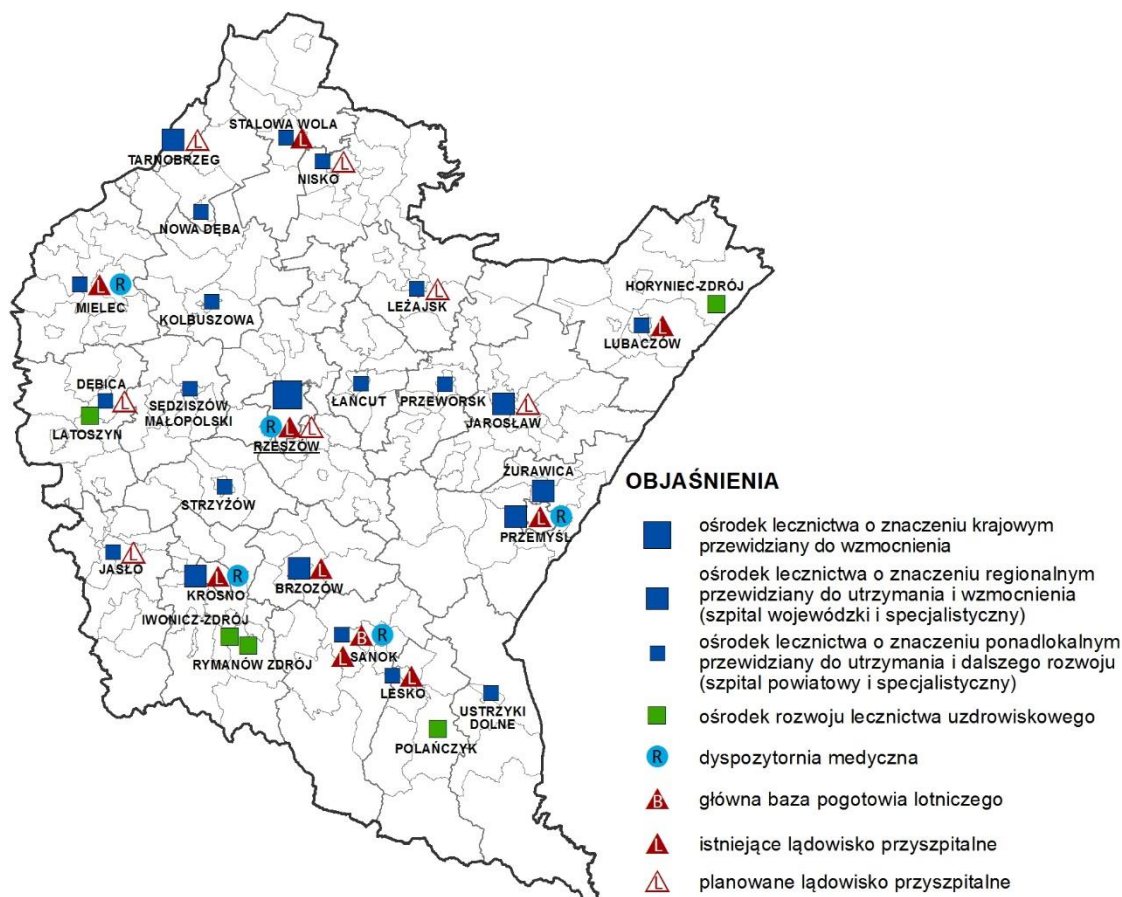 STALOWA WOLA
L
L
TARNOBRZEG
L
NISKO
NOWA DĘBA
HORYNIEC-ZDRÓJ
L R
MIELEC
L
LEŻAJSK
KOLBUSZOWA
L
LUBACZÓW
DĘBICA
L
LATOSZYN
SĘDZISZÓW
MAŁOPOLSKI
ŁAŃCUT
PRZEWORSK
L
JAROSŁAW
R L L
RZESZÓW
ŻURAWICA
STRZYŻÓW
L R
PRZEMYŚL
L
JASŁO
L R
KROSNO
L
BRZOZÓW
IWONICZ-ZDRÓJ
RYMANÓW ZDRÓJ
B R
L
SANOK
L
LESKO
USTRZYKI
DOLNE
POLAŃCZYK
OBJAŚNIENIA
ośrodek lecznictwa o znaczeniu krajowym
przewidziany do wzmocnienia
ośrodek lecznictwa o znaczeniu regionalnym
przewidziany do utrzymania i wzmocnienia
(szpital wojewódzki i specjalistyczny)
ośrodek lecznictwa o znaczeniu ponadlokalnym
przewidziany do utrzymania i dalszego rozwoju
(szpital powiatowy i specjalistyczny)
ośrodek rozwoju lecznictwa uzdrowiskowego
R dyspozytornia medyczna
B główna baza pogotowia lotniczego
L istniejące lądowisko przyszpitalne
L planowane lądowisko przyszpitalne